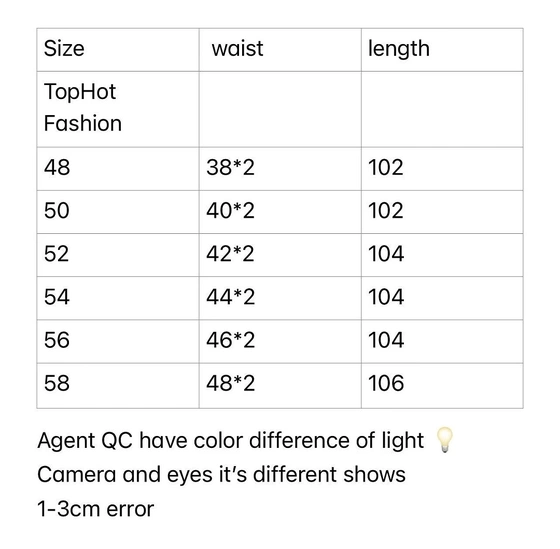 Size waist length
TopHot
Fashion
48 38*2 102
50 40*2 102
52 42*2 104
54 44*2 104
56 46*2 104
58 48*2 106
Agent QC have color difference of light 💡
Camera and eyes it’s different shows
1-3cm error